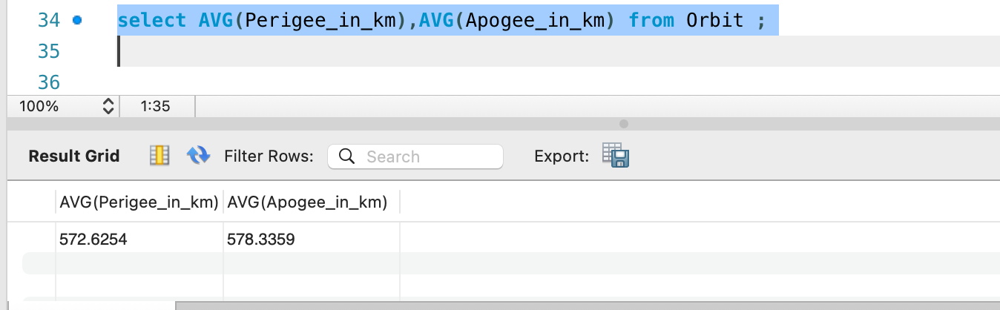 34 select AVG(Perigee_in_km),AVG(Apogee_in_km) from Orbit ;
35
36
100% 1:35
Result Grid Filter Rows: Search Export:
AVG(Perigee_in_km) AVG(Apogee_in_km)
572.6254 578.3359